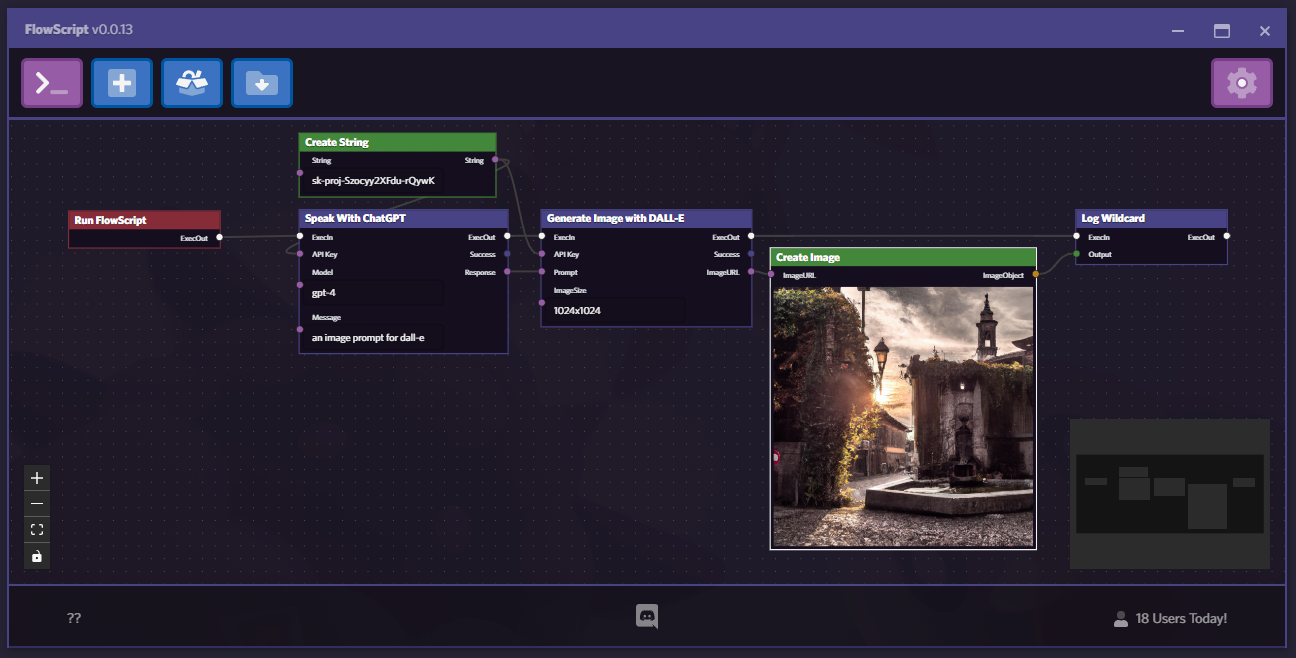 FlowScript v0.0.13
Create String
String String
sk-proj-Szocyy2XFdu-rQywK
Run FlowScript
ExecOut
Speak With ChatGPT
ExecIn ExecOut
API Key Success
Model Response
gpt-4
Message
an image prompt for dall-e
Generate Image with DALL-E
ExecIn ExecOut
API Key Success
Prompt ImageURL
ImageSize
1024x1024
Create Image
ImageURL ImageObject
Log Wildcard
ExecIn ExecOut
Output
??
18 Users Today!